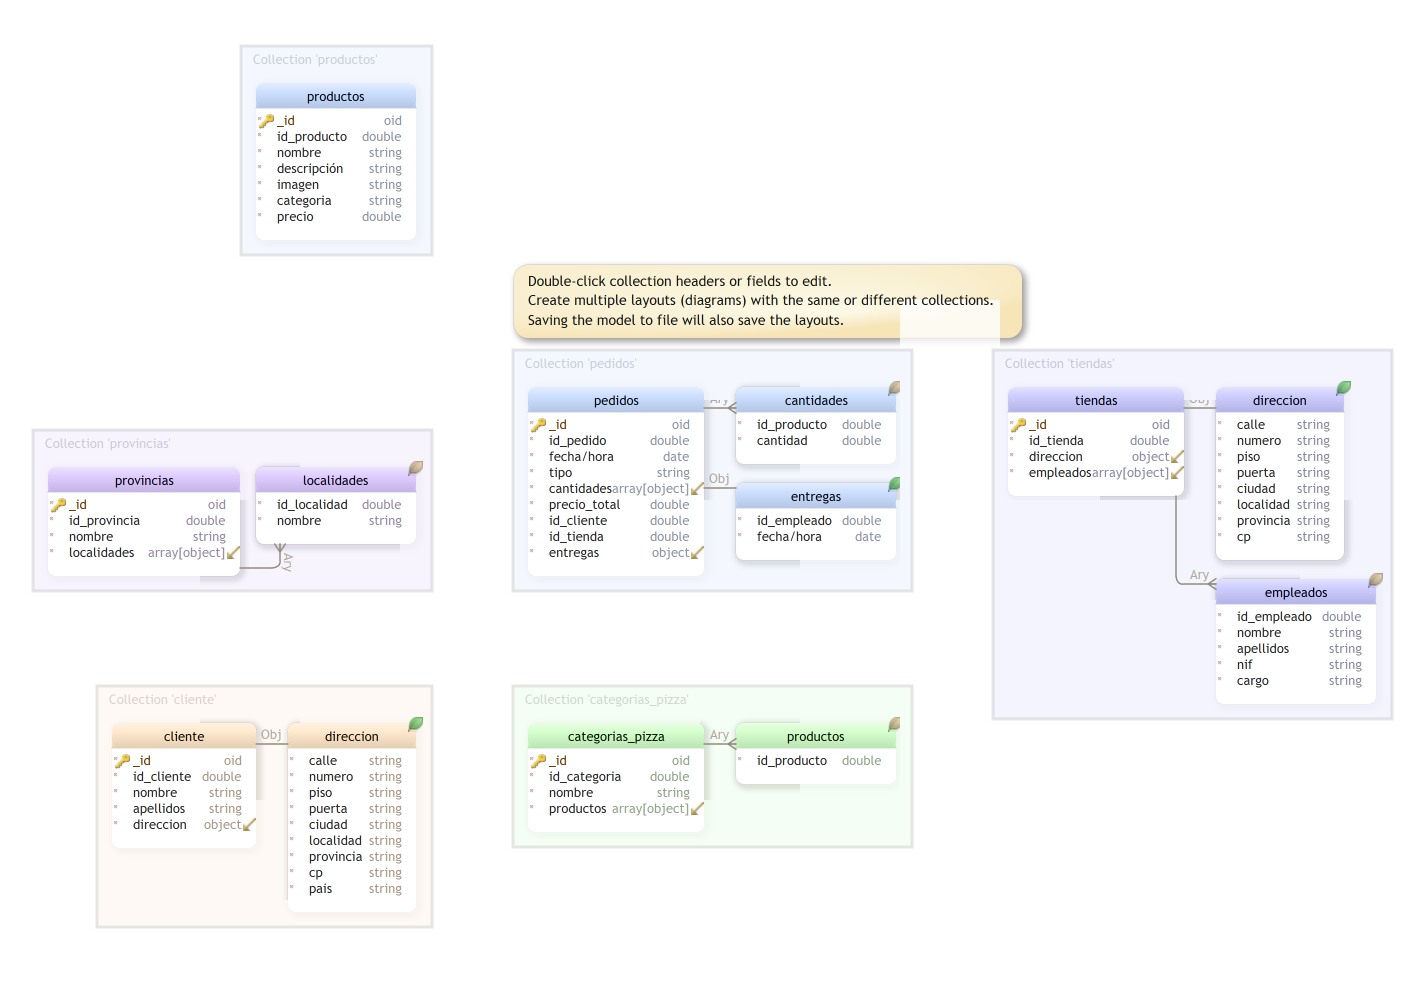 Collection 'productos'
productos
_id oid
id_producto double
nombre string
descripción string
imagen string
categoria string
precio double
Double-click collection headers or fields to edit.
Create multiple layouts (diagrams) with the same or different collections.
Saving the model to file will also save the layouts.
Collection 'pedidos'
pedidos
_id oid
id_pedido double
fecha/hora date
tipo string
cantidades array[object]
precio_total double
id_cliente double
id_tienda double
entregas object
Ary
cantidades
id_producto double
cantidad double
Obj
entregas
id_empleado double
fecha/hora date
Collection 'tiendas'
tiendas
_id oid
id_tienda double
direccion object
empleados array[object]
Obj
direccion
calle string
numero string
piso string
puerta string
ciudad string
localidad string
provincia string
cp string
Ary
empleados
id_empleado double
nombre string
apellidos string
nif string
cargo string
Collection 'provincias'
provincias
_id oid
id_provincia double
nombre string
localidades array[object]
localidades
id_localidad double
nombre string
Ary
Collection 'cliente'
cliente
_id oid
id_cliente double
nombre string
apellidos string
direccion object
Obj
direccion
calle string
numero string
piso string
puerta string
ciudad string
localidad string
provincia string
cp string
pais string
Collection 'categorias_pizza'
categorias_pizza
_id oid
id_categoria double
nombre string
productos array[object]
Ary
productos
id_producto double